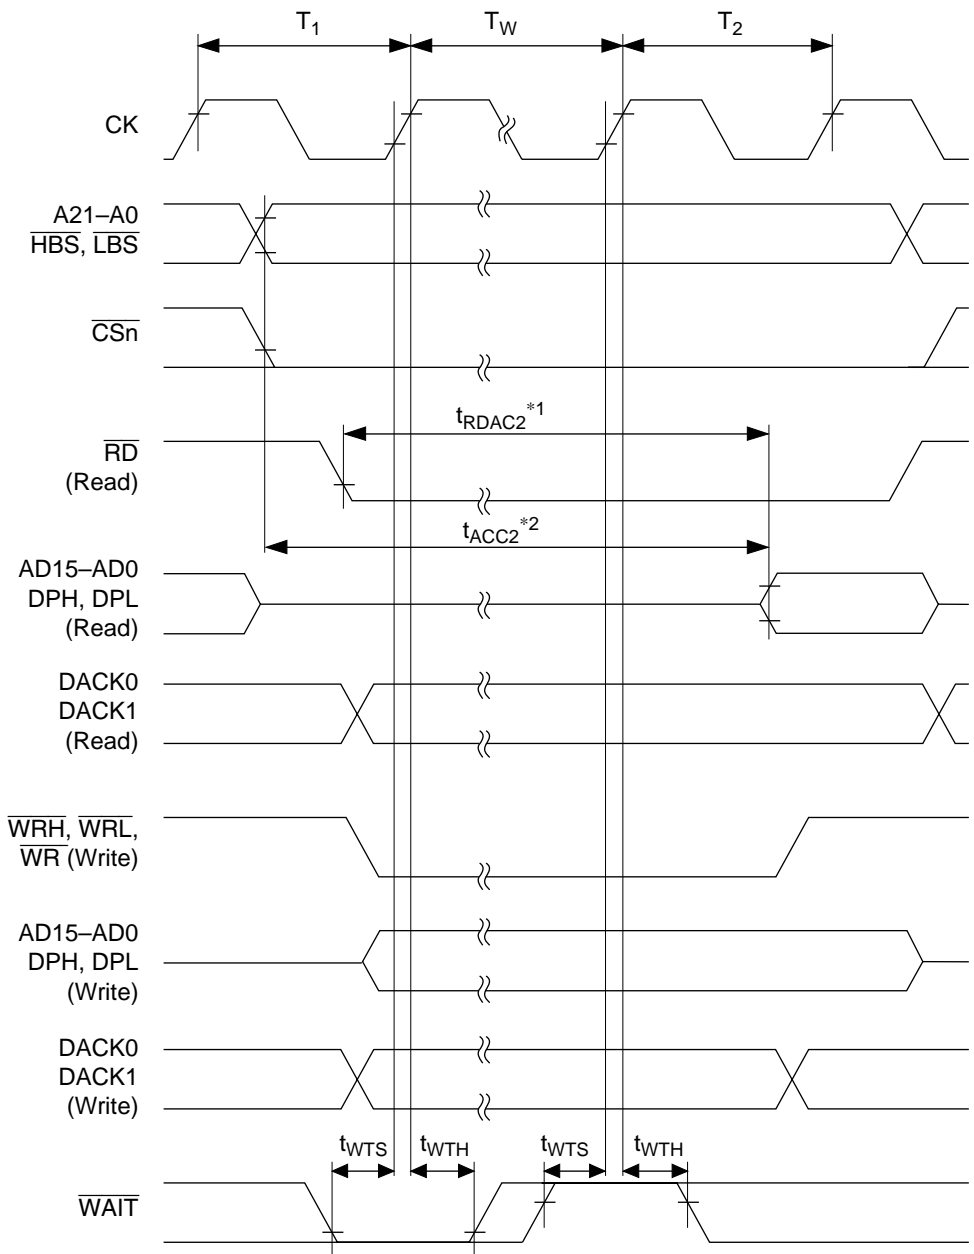 T1 TW T2
CK
A21–A0
HBS, LBS
CSn
tRDAC2*1
RD
(Read)
tACC2*2
AD15–AD0
DPH, DPL
(Read)
DACK0
DACK1
(Read)
WRH, WRL,
WR (Write)
AD15–AD0
DPH, DPL
(Write)
DACK0
DACK1
(Write)
tWTS tWTH tWTS tWTH
WAIT